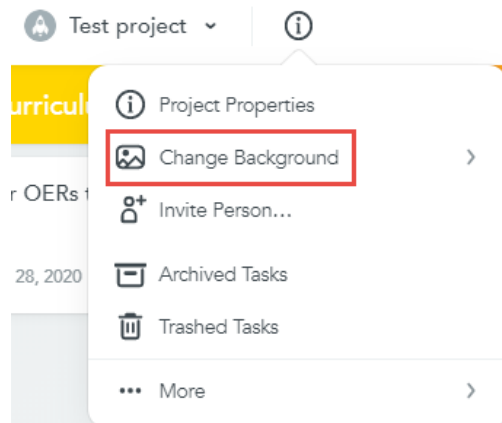 Test project
urricul
Project Properties
Change Background
r OERs t
Invite Person...
28, 2020
Archived Tasks
Trashed Tasks
More